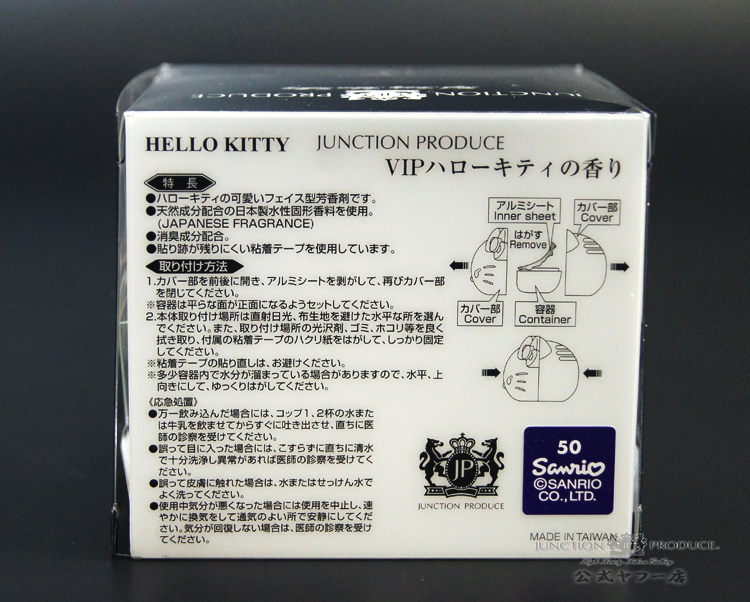 JUNCTION PRODUCE
HELLO KITTY JUNCTION PRODUCE
VIPハローキティの香り
特長
●ハローキティの可愛いフェイス型芳香剤です。
●天然成分配合の日本製水性固形香料を使用。
(JAPANESE FRAGRANCE)
●消臭成分配合。
●貼り跡が残りにくい粘着テープを使用しています。
取り付け方法
1.カバー部を前後に開き、アルミシートを剥がして、再びカバー部
を閉じてください。
※容器は平らな面が正面になるようセットしてください。
2.本体取り付け場所は直射日光、布生地を避けた水平な所を選ん
でください。また、取り付け場所の光沢剤、ゴミ、ホコリ等を良く
拭き取り、付属の粘着テープのハクリ紙をはがして、しっかり固定
してください。
※粘着テープの貼り直しは、お避けください。
※多少容器内で水分が溜まっている場合がありますので、水平、上
向きにして、ゆっくりはがしてください。
《応急処置》
●万一飲み込んだ場合には、コップ1、2杯の水また
は牛乳を飲ませてからすぐに吐き出させ、直ちに医
師の診察を受けてください。
●誤って目に入った場合には、こすらずに直ちに清水
で十分洗浄し異常があれば医師の診察を受けてくだ
さい。
●誤って皮膚に触れた場合は、水またはせっけん水で
よく洗ってください。
●使用中気分が悪くなった場合には使用を中止し、速
やかに換気をして通気のよい所で安静にしてくだ
さい。気分が回復しない場合は、医師の診察を受け
てください。
アルミシート
Inner sheet
カバー部
Cover
はがす
Remove
カバー部
Cover
容器
Container
JP
JUNCTION PRODUCE
50
Sanrio
©SANRIO
CO.,LTD.
MADE IN TAIWAN
JUNCTION PRODUCE.
公式ヤフー店